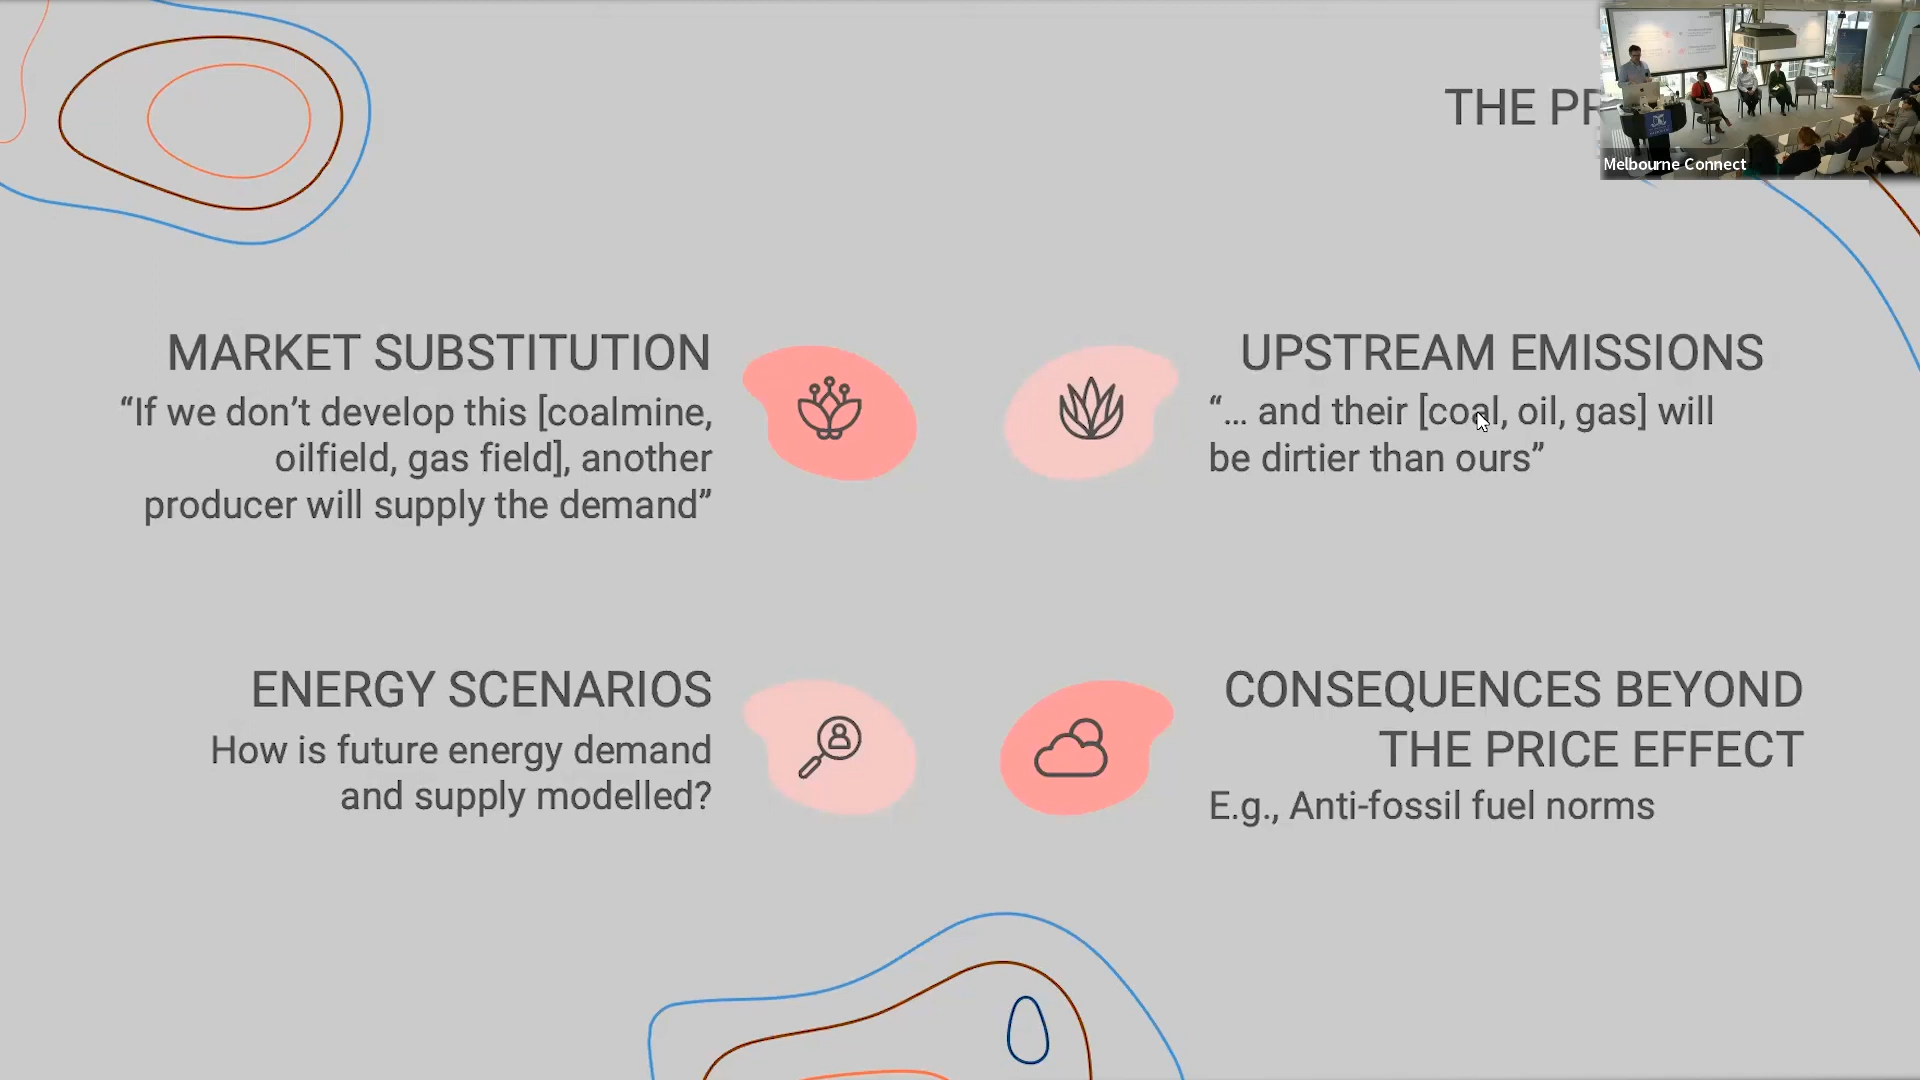 THE PR
Melbourne Connect
MARKET SUBSTITUTION
“If we don’t develop this [coalmine,
oilfield, gas field], another
producer will supply the demand”
UPSTREAM EMISSIONS
“... and their [coal, oil, gas] will
be dirtier than ours”
ENERGY SCENARIOS
How is future energy demand
and supply modelled?
CONSEQUENCES BEYOND
THE PRICE EFFECT
E.g., Anti-fossil fuel norms